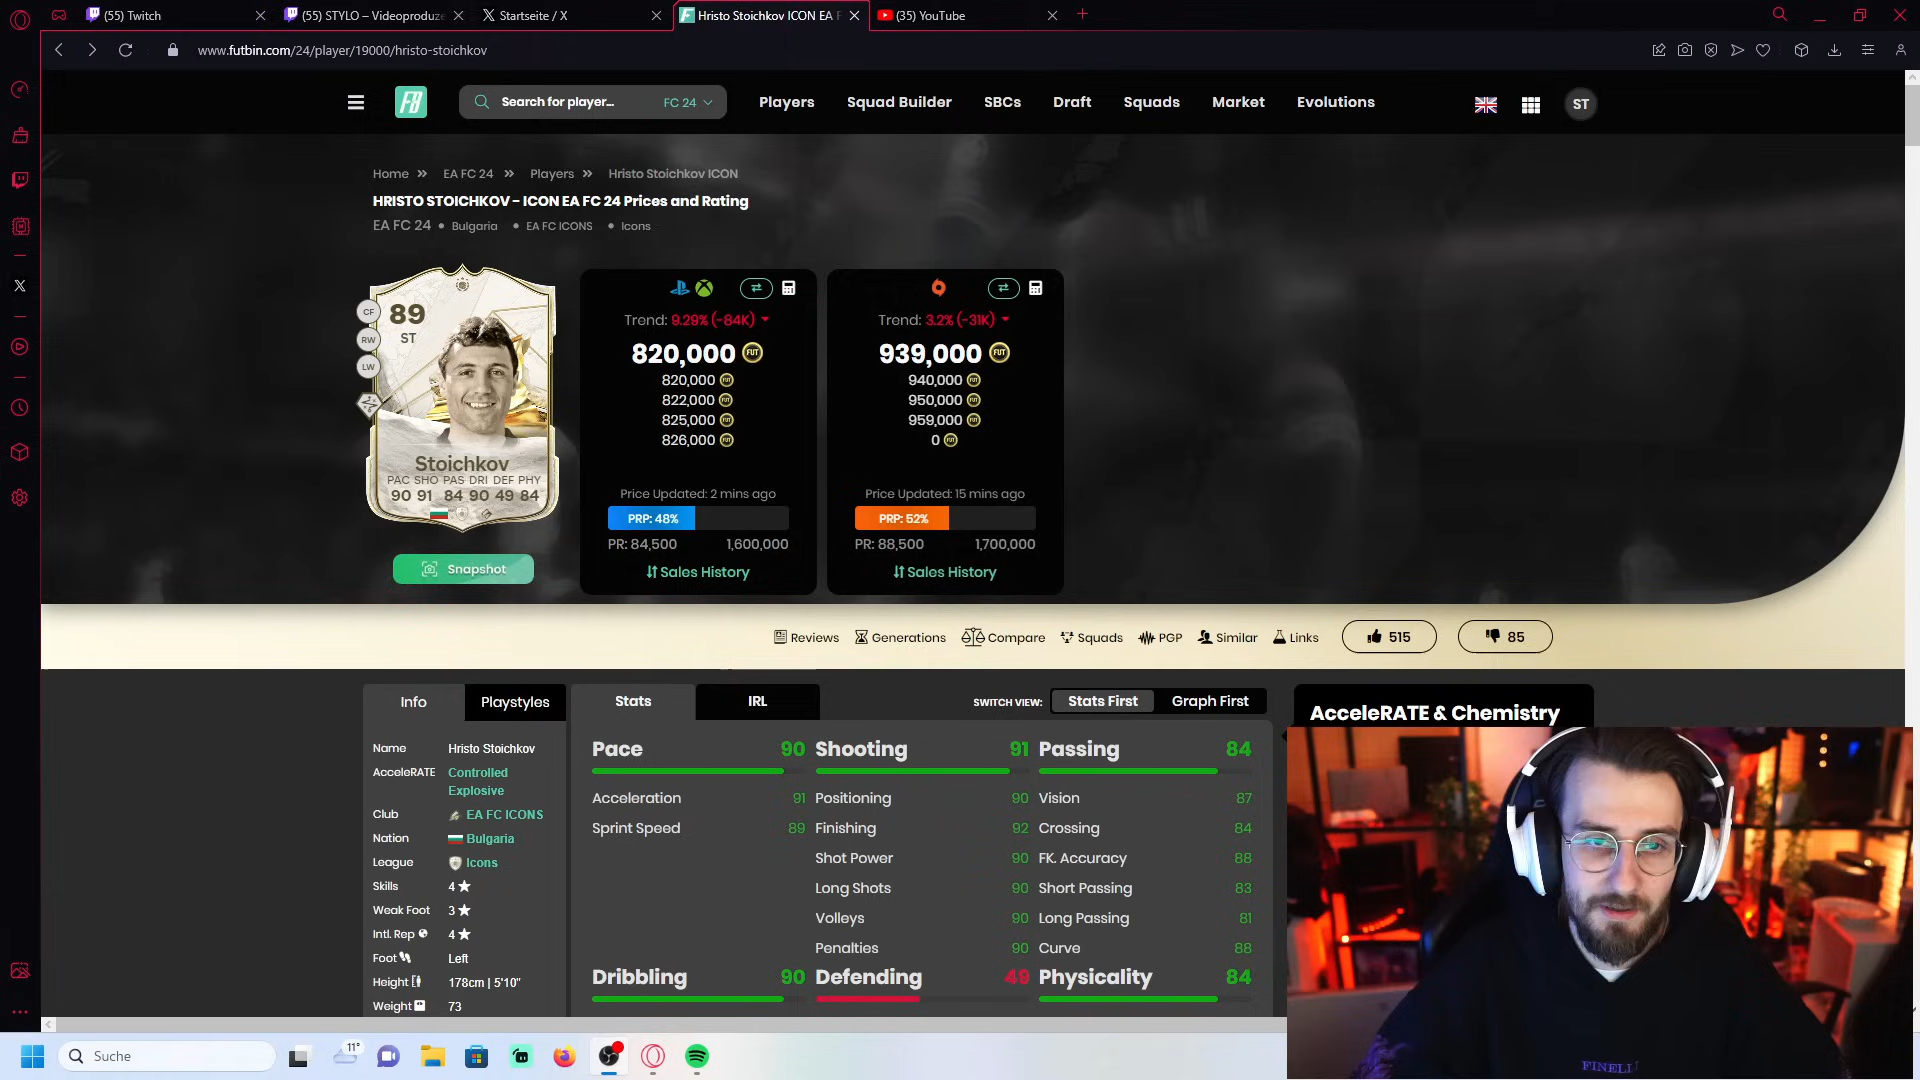 (55) Twitch
(55) STYLO – Videoproduze
Startseite / X
Hristo Stoichkov ICON EA F
(35) YouTube
www.futbin.com/24/player/19000/hristo-stoichkov
Search for player... FC 24
Players Squad Builder SBCs Draft Squads Market Evolutions
ST
Home » EA FC 24 » Players » Hristo Stoichkov ICON
HRISTO STOICHKOV - ICON EA FC 24 Prices and Rating
EA FC 24 • Bulgaria • EA FC ICONS • Icons
CF
RW
LW
89
ST
Stoichkov
PAC SHO PAS DRI DEF PHY
90 91 84 90 49 84
Snapshot
Trend: 9.29% (-84K)
820,000
820,000
822,000
825,000
826,000
Price Updated: 2 mins ago
PRP: 48%
PR: 84,500 1,600,000
Sales History
Trend: 3.2% (-31K)
939,000
940,000
950,000
959,000
0
Price Updated: 15 mins ago
PRP: 52%
PR: 88,500 1,700,000
Sales History
Reviews Generations Compare Squads PGP Similar Links 515 85
Info Playstyles
Name Hristo Stoichkov
AcceleRATE Controlled
Explosive
Club EA FC ICONS
Nation Bulgaria
League Icons
Skills 4
Weak Foot 3
Intl. Rep 4
Foot Left
Height 178cm | 5'10"
Weight 73
Stats IRL
SWITCH VIEW: Stats First Graph First
Pace 90 Shooting 91 Passing 84
Acceleration 91 Positioning 90 Vision 87
Sprint Speed 89 Finishing 92 Crossing 84
Shot Power 90 FK. Accuracy 88
Long Shots 90 Short Passing 83
Volleys 90 Long Passing 81
Penalties 90 Curve 88
Dribbling 90 Defending 49 Physicality 84
AcceleRATE & Chemistry
Suche
11°